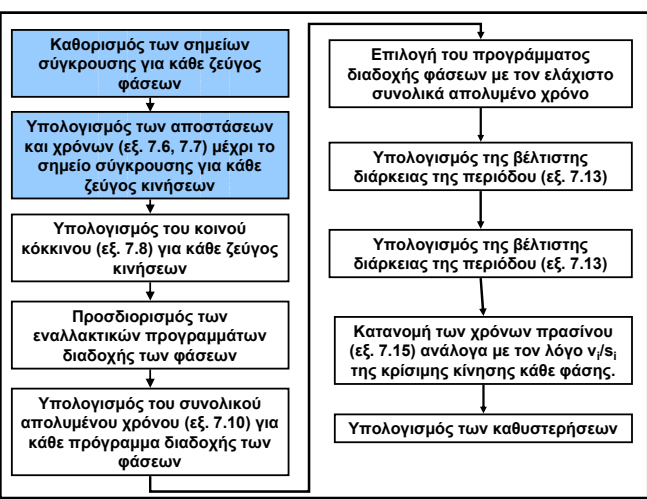 Καθορισμός των σημείων
σύγκρουσης για κάθε ζεύγος
φάσεων
Υπολογισμός των αποστάσεων
και χρόνων (εξ. 7.6, 7.7) μέχρι το
σημείο σύγκρουσης για κάθε
ζεύγος κινήσεων
Υπολογισμός του κοινού
κόκκινου (εξ. 7.8) για κάθε ζεύγος
κινήσεων
Προσδιορισμός των
εναλλακτικών προγραμμάτων
διαδοχής των φάσεων
Υπολογισμός του συνολικού
απολυμένου χρόνου (εξ. 7.10) για
κάθε πρόγραμμα διαδοχής των
φάσεων
Επιλογή του προγράμματος
διαδοχής φάσεων με τον ελάχιστο
συνολικά απολυμένο χρόνο
Υπολογισμός της βέλτιστης
διάρκειας της περιόδου (εξ. 7.13)
Υπολογισμός της βέλτιστης
διάρκειας της περιόδου (εξ. 7.13)
Κατανομή των χρόνων πρασίνου
(εξ. 7.15) ανάλογα με τον λόγο vᵢ/sᵢ
της κρίσιμης κίνησης κάθε φάσης.
Υπολογισμός των καθυστερήσεων